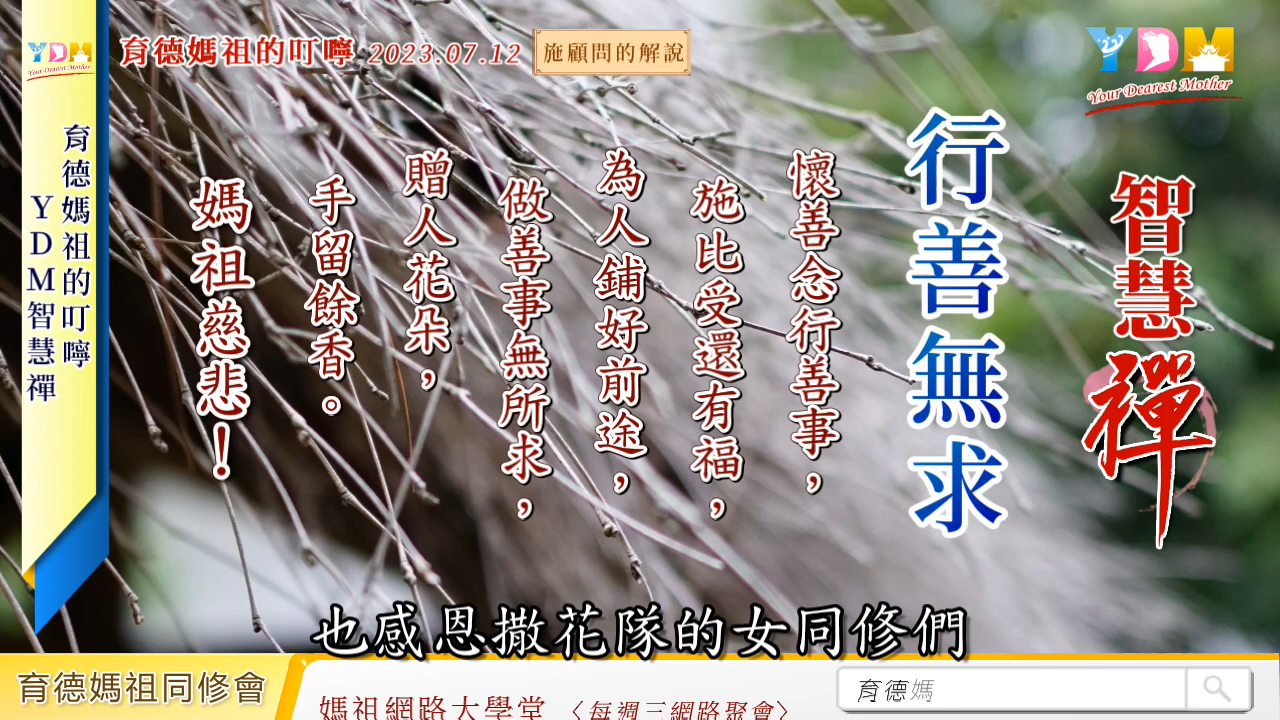 育德媽祖的叮嚀 2023.07.12 施顧問的解說
YDM
Your Dearest Mother
智慧禪
行善無求
懷善念行善事，
施比受還有福，
為人鋪好前途，
做善事無所求，
贈人花朵，
手留餘香。
媽祖慈悲！
YDM
Your Dearest Mother
育德媽祖的叮嚀
YDM智慧禪
也感恩撒花隊的女同修們
育德媽祖同修會
媽祖網路大學堂 〈每週三網路聚會〉
育德媽